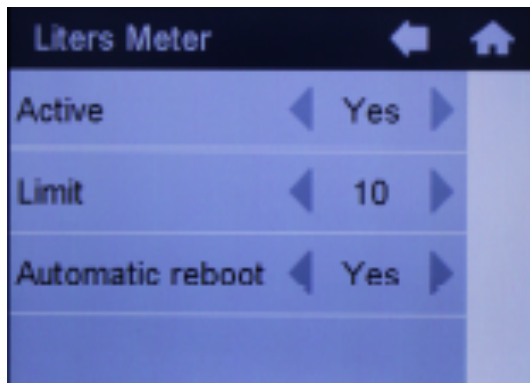 Liters Meter
Active Yes
Limit 10
Automatic reboot Yes